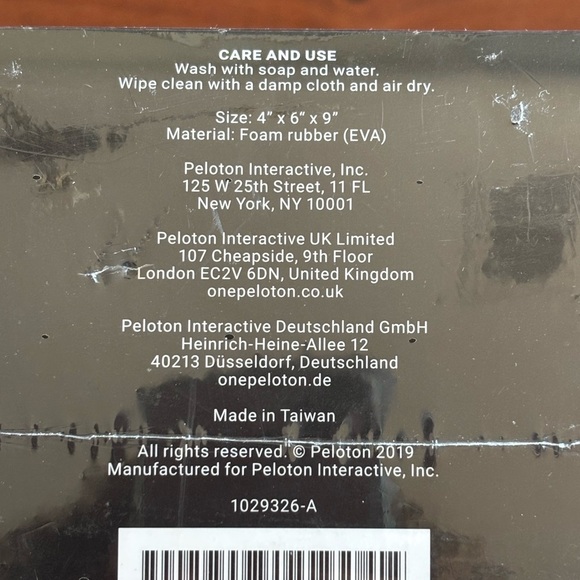 CARE AND USE
Wash with soap and water.
Wipe clean with a damp cloth and air dry.
Size: 4” x 6” x 9”
Material: Foam rubber (EVA)
Peloton Interactive, Inc.
125 W 25th Street, 11 FL
New York, NY 10001
Peloton Interactive UK Limited
107 Cheapside, 9th Floor
London EC2V 6DN, United Kingdom
onepeloton.co.uk
Peloton Interactive Deutschland GmbH
Heinrich-Heine-Allee 12
40213 Düsseldorf, Deutschland
onepeloton.de
Made in Taiwan
All rights reserved. © Peloton 2019
Manufactured for Peloton Interactive, Inc.
1029326-A